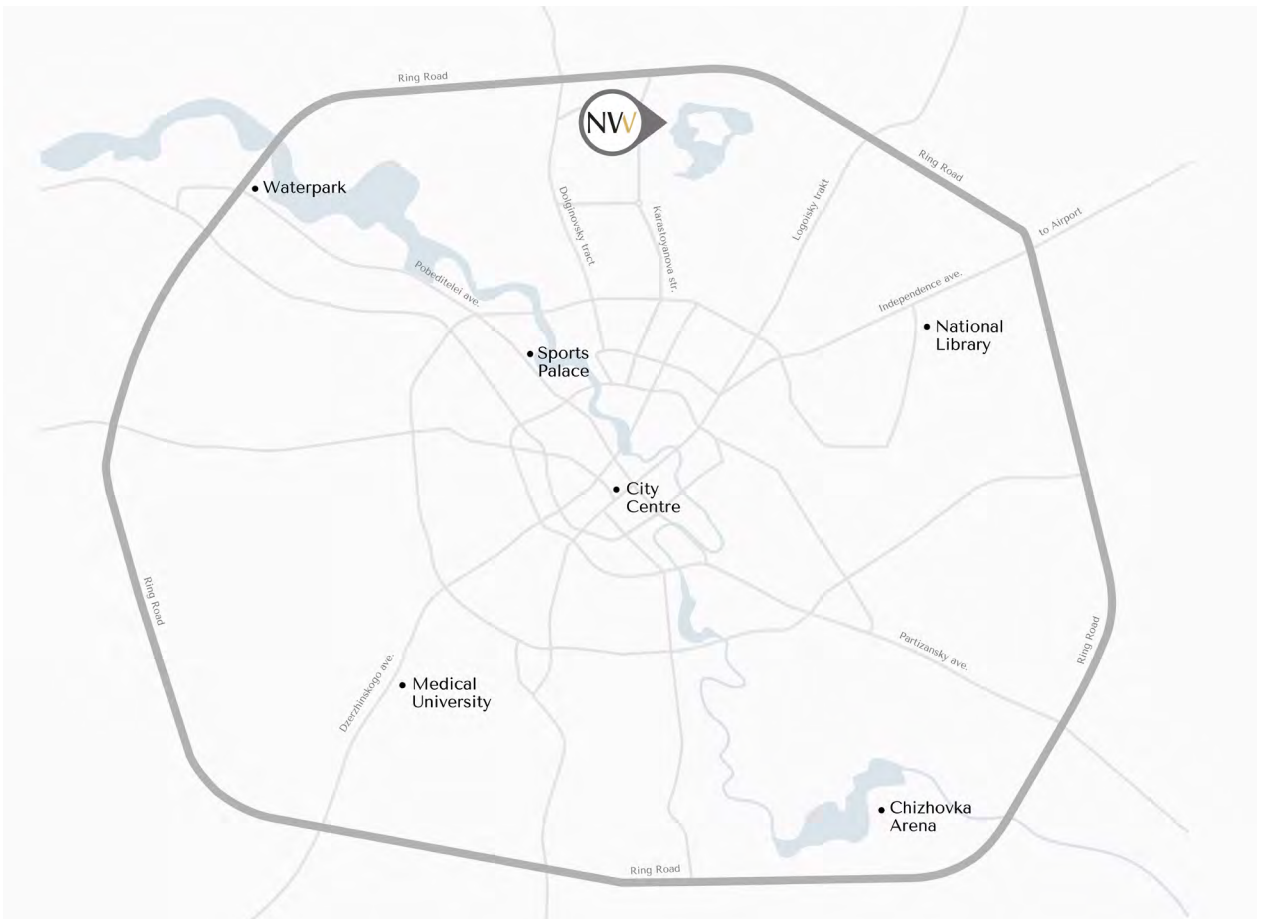 Ring Road
NW
Ring Road
Waterpark
Dolginovsky tract
Karastoyanova str.
Logoisky trakt
to Airport
Pobeditelei ave.
Independence ave.
National
Library
Sports
Palace
City
Centre
Ring Road
Ring Road
Partizansky ave.
Dzerzhinskogo ave.
Medical
University
Chizhovka
Arena
Ring Road